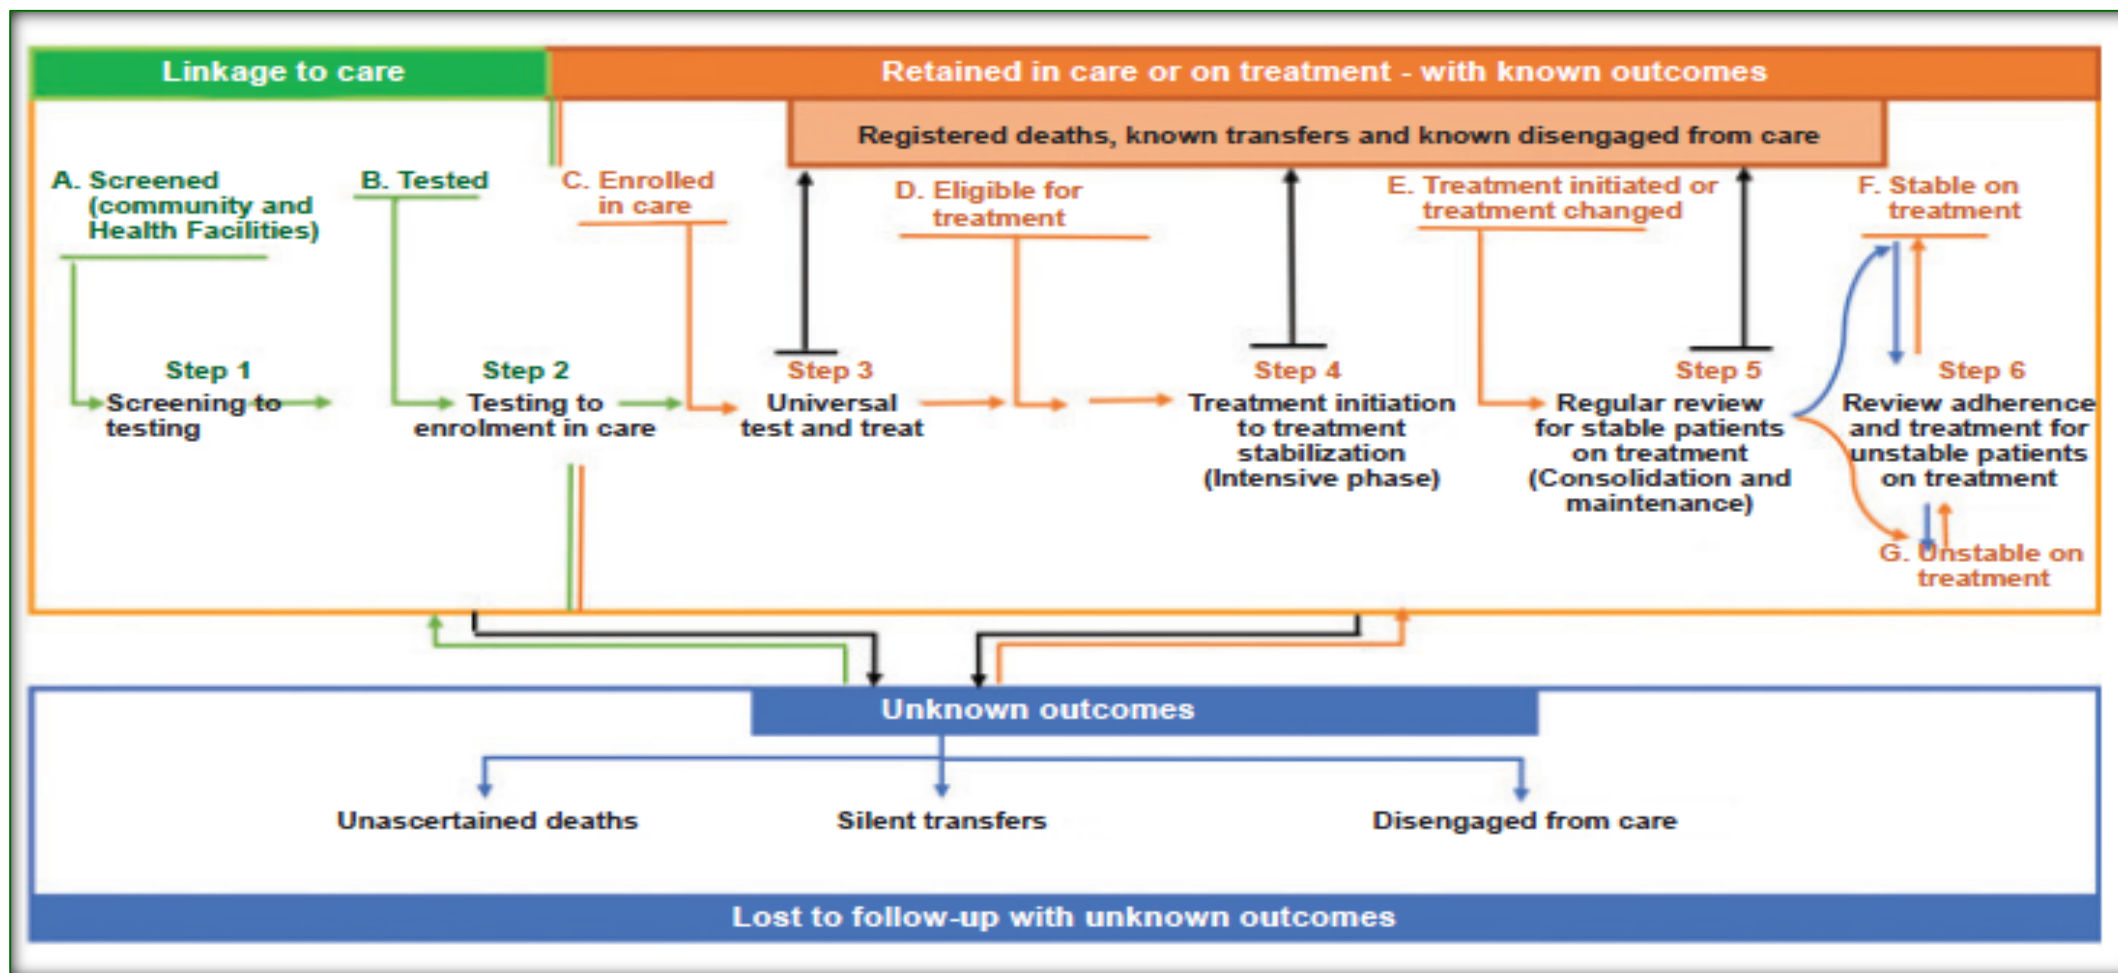 Linkage to care
Retained in care or on treatment - with known outcomes
Registered deaths, known transfers and known disengaged from care
A. Screened
(community and
Health Facilities)
B. Tested
C. Enrolled
in care
D. Eligible for
treatment
E. Treatment initiated or
treatment changed
F. Stable on
treatment
Step 1
Screening to
testing
Step 2
Testing to
enrolment in care
Step 3
Universal
test and treat
Step 4
Treatment initiation
to treatment
stabilization
(Intensive phase)
Step 5
Regular review
for stable patients
on treatment
(Consolidation and
maintenance)
Step 6
Review adherence
and treatment for
unstable patients
on treatment
G. Unstable on
treatment
Unknown outcomes
Unascertained deaths
Silent transfers
Disengaged from care
Lost to follow-up with unknown outcomes